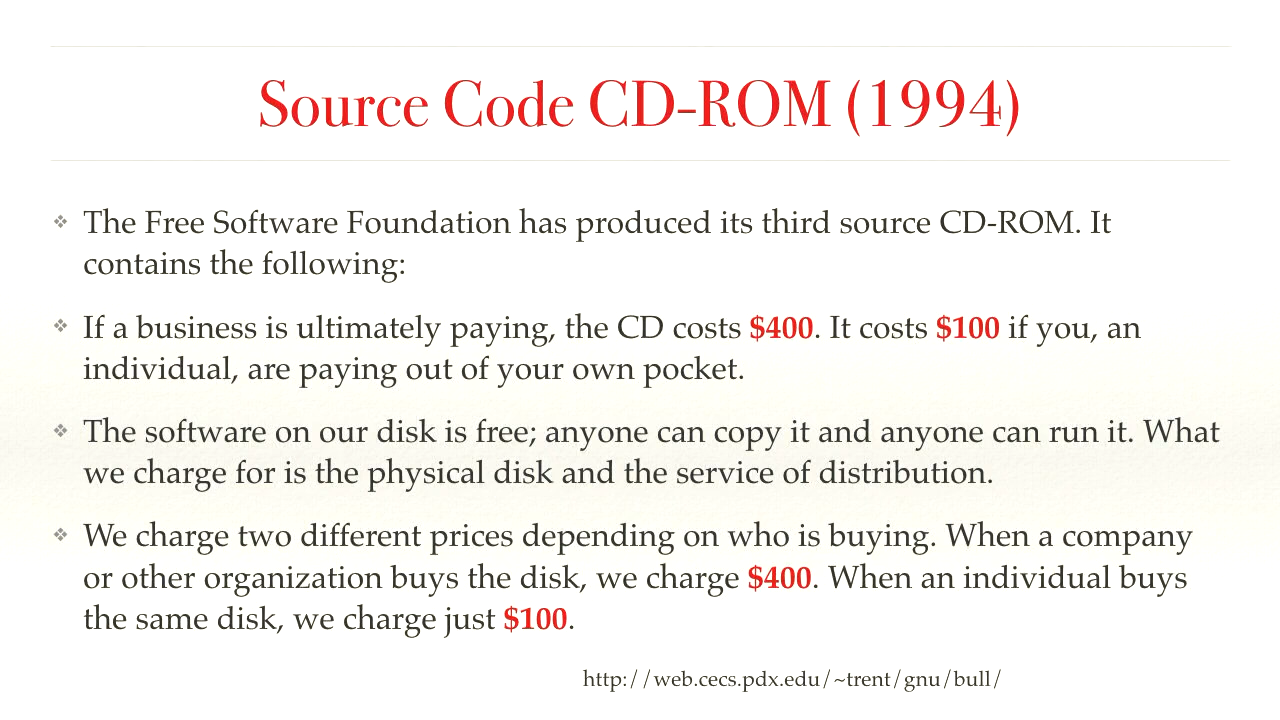 Source Code CD-ROM (1994)
❖ The Free Software Foundation has produced its third source CD-ROM. It
contains the following:
❖ If a business is ultimately paying, the CD costs $400. It costs $100 if you, an
individual, are paying out of your own pocket.
❖ The software on our disk is free; anyone can copy it and anyone can run it. What
we charge for is the physical disk and the service of distribution.
❖ We charge two different prices depending on who is buying. When a company
or other organization buys the disk, we charge $400. When an individual buys
the same disk, we charge just $100.
http://web.cecs.pdx.edu/~trent/gnu/bull/